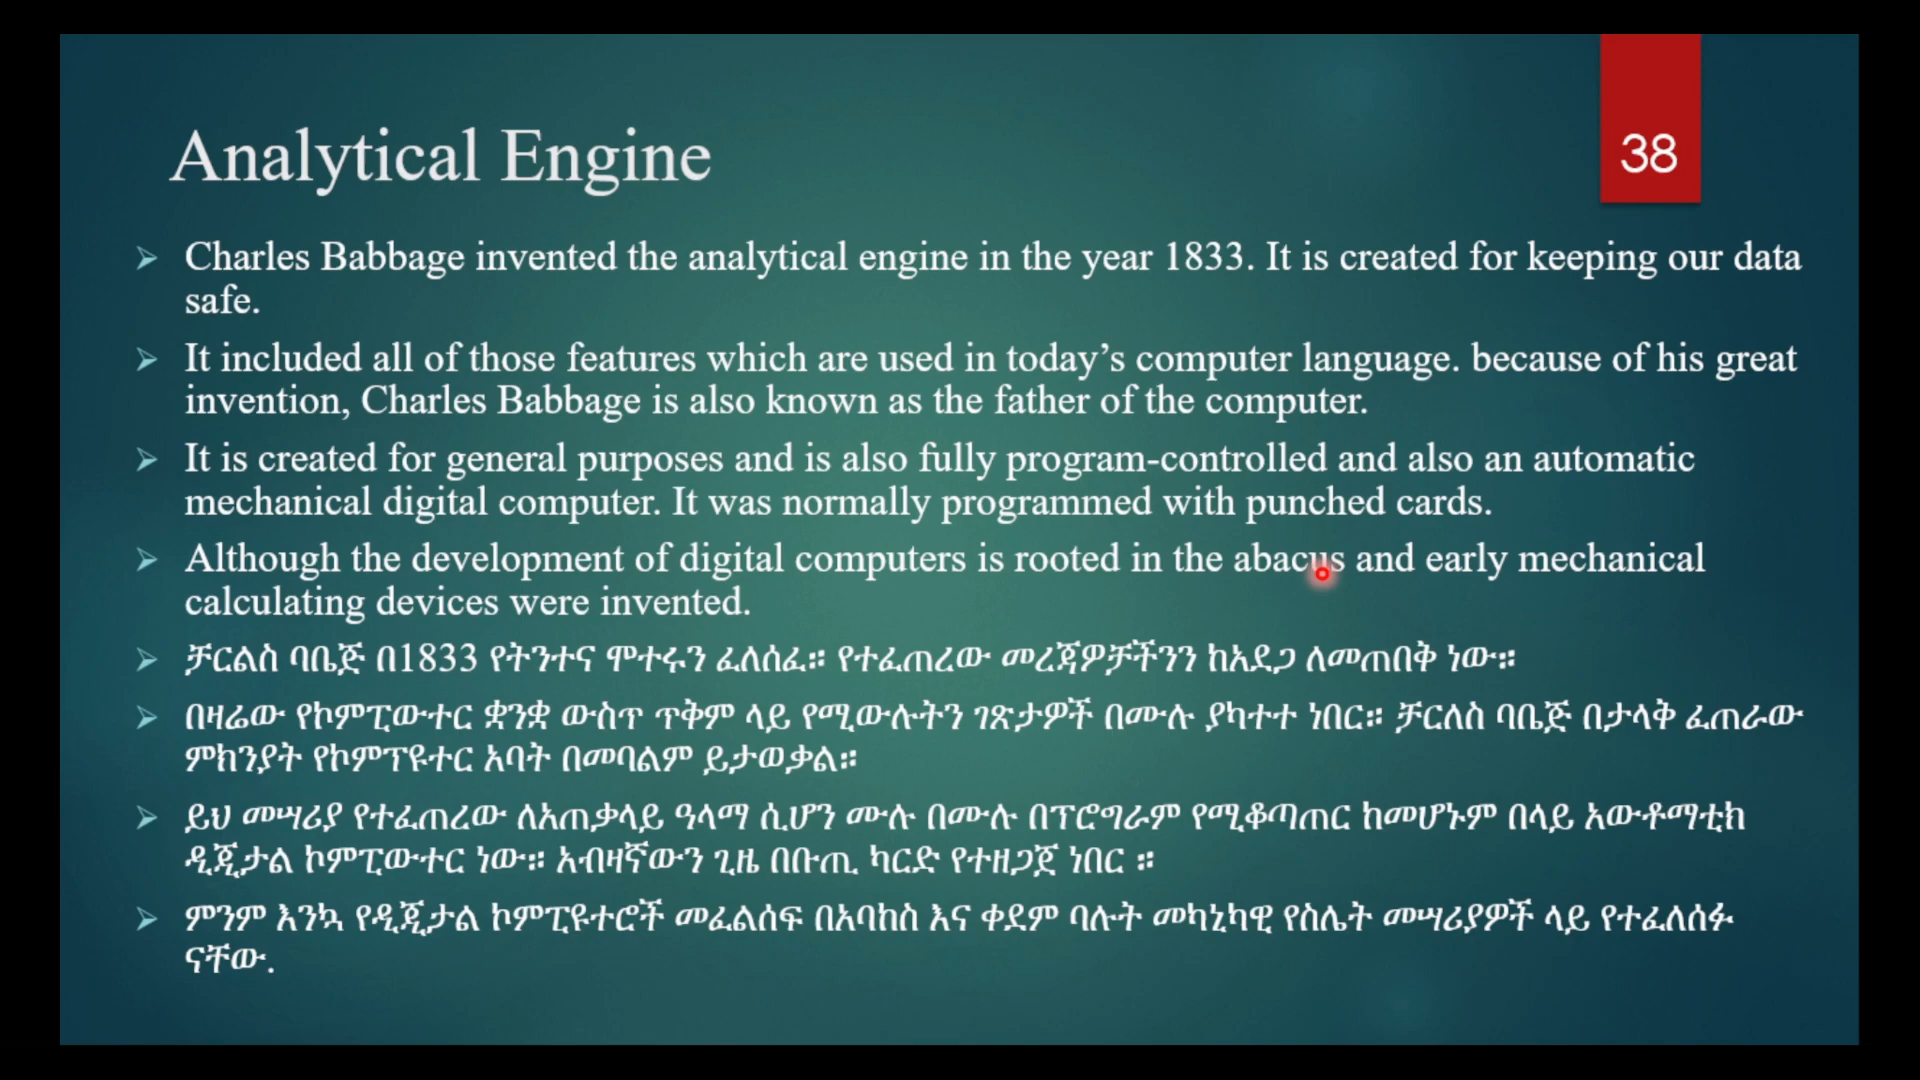 38
Analytical Engine
Charles Babbage invented the analytical engine in the year 1833. It is created for keeping our data
safe.
It included all of those features which are used in today’s computer language. because of his great
invention, Charles Babbage is also known as the father of the computer.
It is created for general purposes and is also fully program-controlled and also an automatic
mechanical digital computer. It was normally programmed with punched cards.
Although the development of digital computers is rooted in the abacus and early mechanical
calculating devices were invented.
ቻርልስ ባቤጅ በ1833 የትንተና ሞተሩን ፈለሰፈ። የተፈጠረው መረጃዎቻችንን ከአደጋ ለመጠበቅ ነው።
በዛሬው የኮምፒውተር ቋንቋ ውስጥ ጥቅም ላይ የሚውሉትን ገጽታዎች በሙሉ ያካተተ ነበር። ቻርለስ ባቤጅ በታላቅ ፈጠራው
ምክንያት የኮምፕዩተር አባት በመባልም ይታወቃል።
ይህ መሣሪያ የተፈጠረው ለአጠቃላይ ዓላማ ሲሆን ሙሉ በሙሉ በፕሮግራም የሚቆጣጠር ከመሆኑም በላይ አውቶማቲክ
ዲጂታል ኮምፒውተር ነው። አብዛኛውን ጊዜ በቡጢ ካርድ የተዘጋጀ ነበር ።
ምንም እንኳ የዲጂታል ኮምፒዩተሮች መፈልሰፍ በአባከስ እና ቀደም ባሉት መካኒካዊ የስሌት መሣሪያዎች ላይ የተፈለሰፉ
ናቸው.